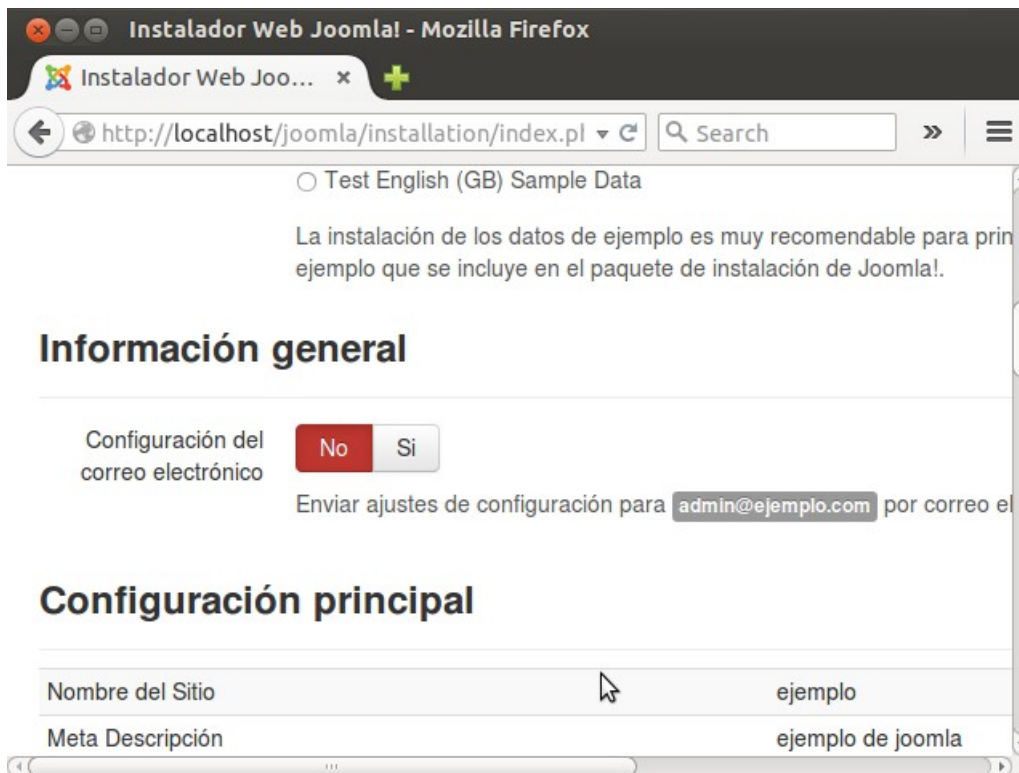 Instalador Web Joomla! - Mozilla Firefox
Instalador Web Joo...
http://localhost/joomla/installation/index.pl
Search
Test English (GB) Sample Data
La instalación de los datos de ejemplo es muy recomendable para prin
ejemplo que se incluye en el paquete de instalación de Joomla!.
Información general
Configuración del
correo electrónico
No Si
Enviar ajustes de configuración para admin@ejemplo.com por correo el
Configuración principal
Nombre del Sitio ejemplo
Meta Descripción ejemplo de joomla